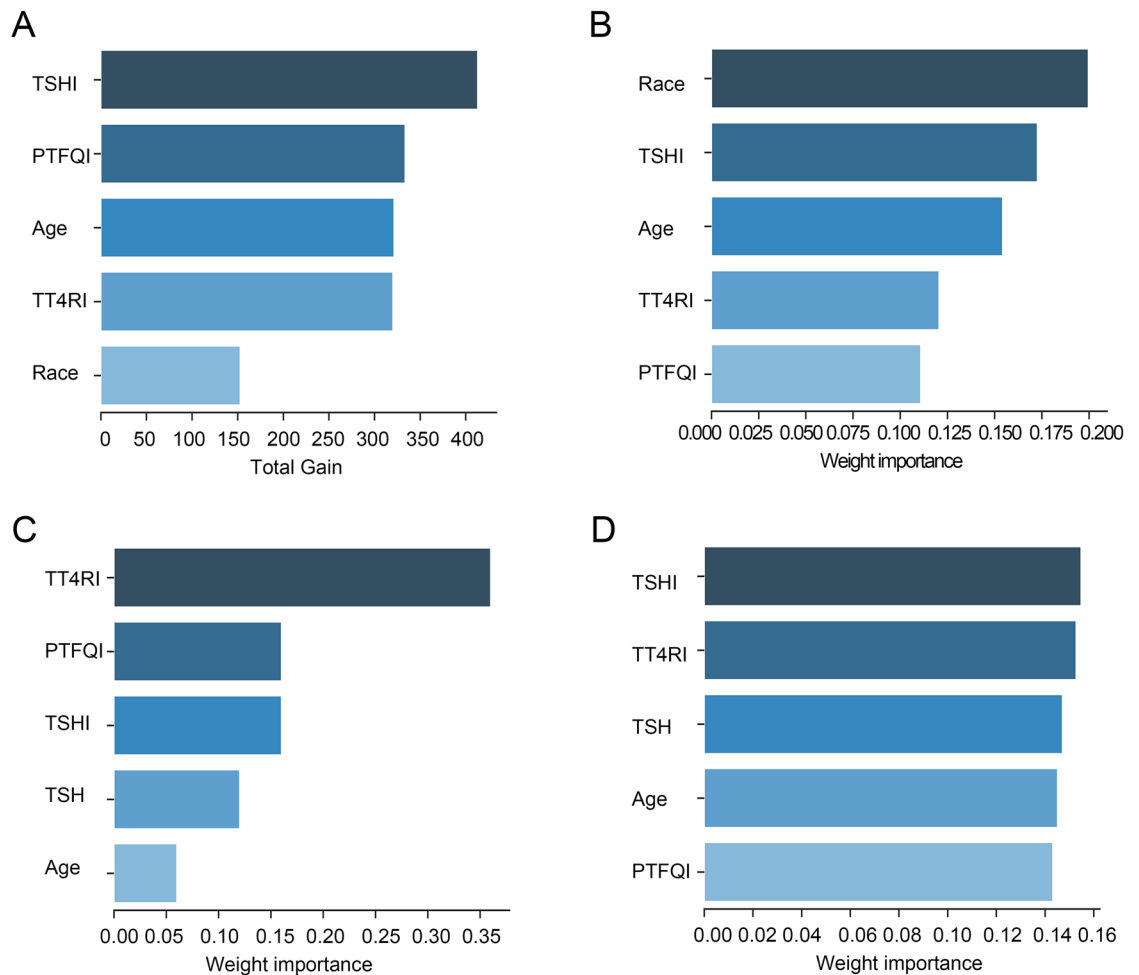 A
TSHI
PTFQI
Age
TT4RI
Race
0 50 100 150 200 250 300 350 400
Total Gain
B
Race
TSHI
Age
TT4RI
PTFQI
0.000 0.025 0.050 0.075 0.100 0.125 0.150 0.175 0.200
Weight importance
C
TT4RI
PTFQI
TSHI
TSH
Age
0.00 0.05 0.10 0.15 0.20 0.25 0.30 0.35
Weight importance
D
TSHI
TT4RI
TSH
Age
PTFQI
0.00 0.02 0.04 0.06 0.08 0.10 0.12 0.14 0.16
Weight importance